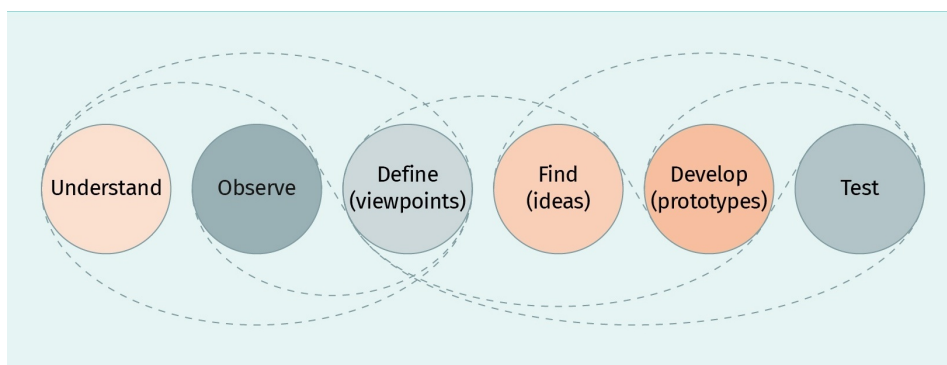 Understand
Observe
Define
(viewpoints)
Find
(ideas)
Develop
(prototypes)
Test